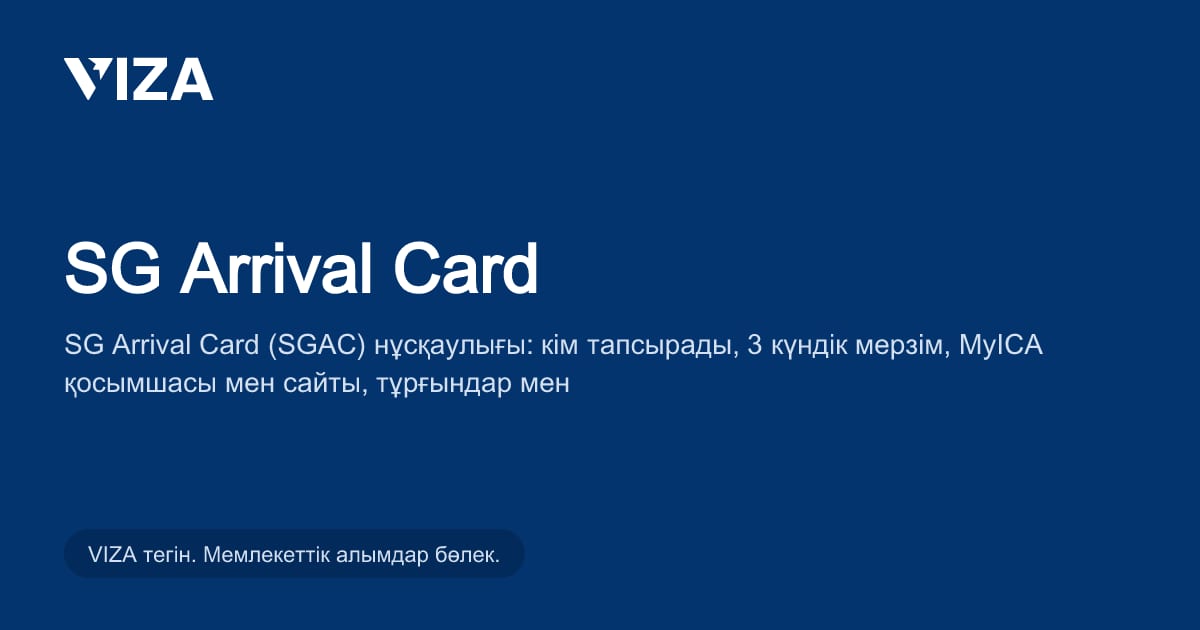 VIZA
SG Arrival Card
SG Arrival Card (SGAC) нұсқаулығы: кім тапсырады, 3 күндік мерзім, MyICA
қосымшасы мен сайты, тұрғындар мен
VIZA тегін. Мемлекеттік алымдар бөлек.